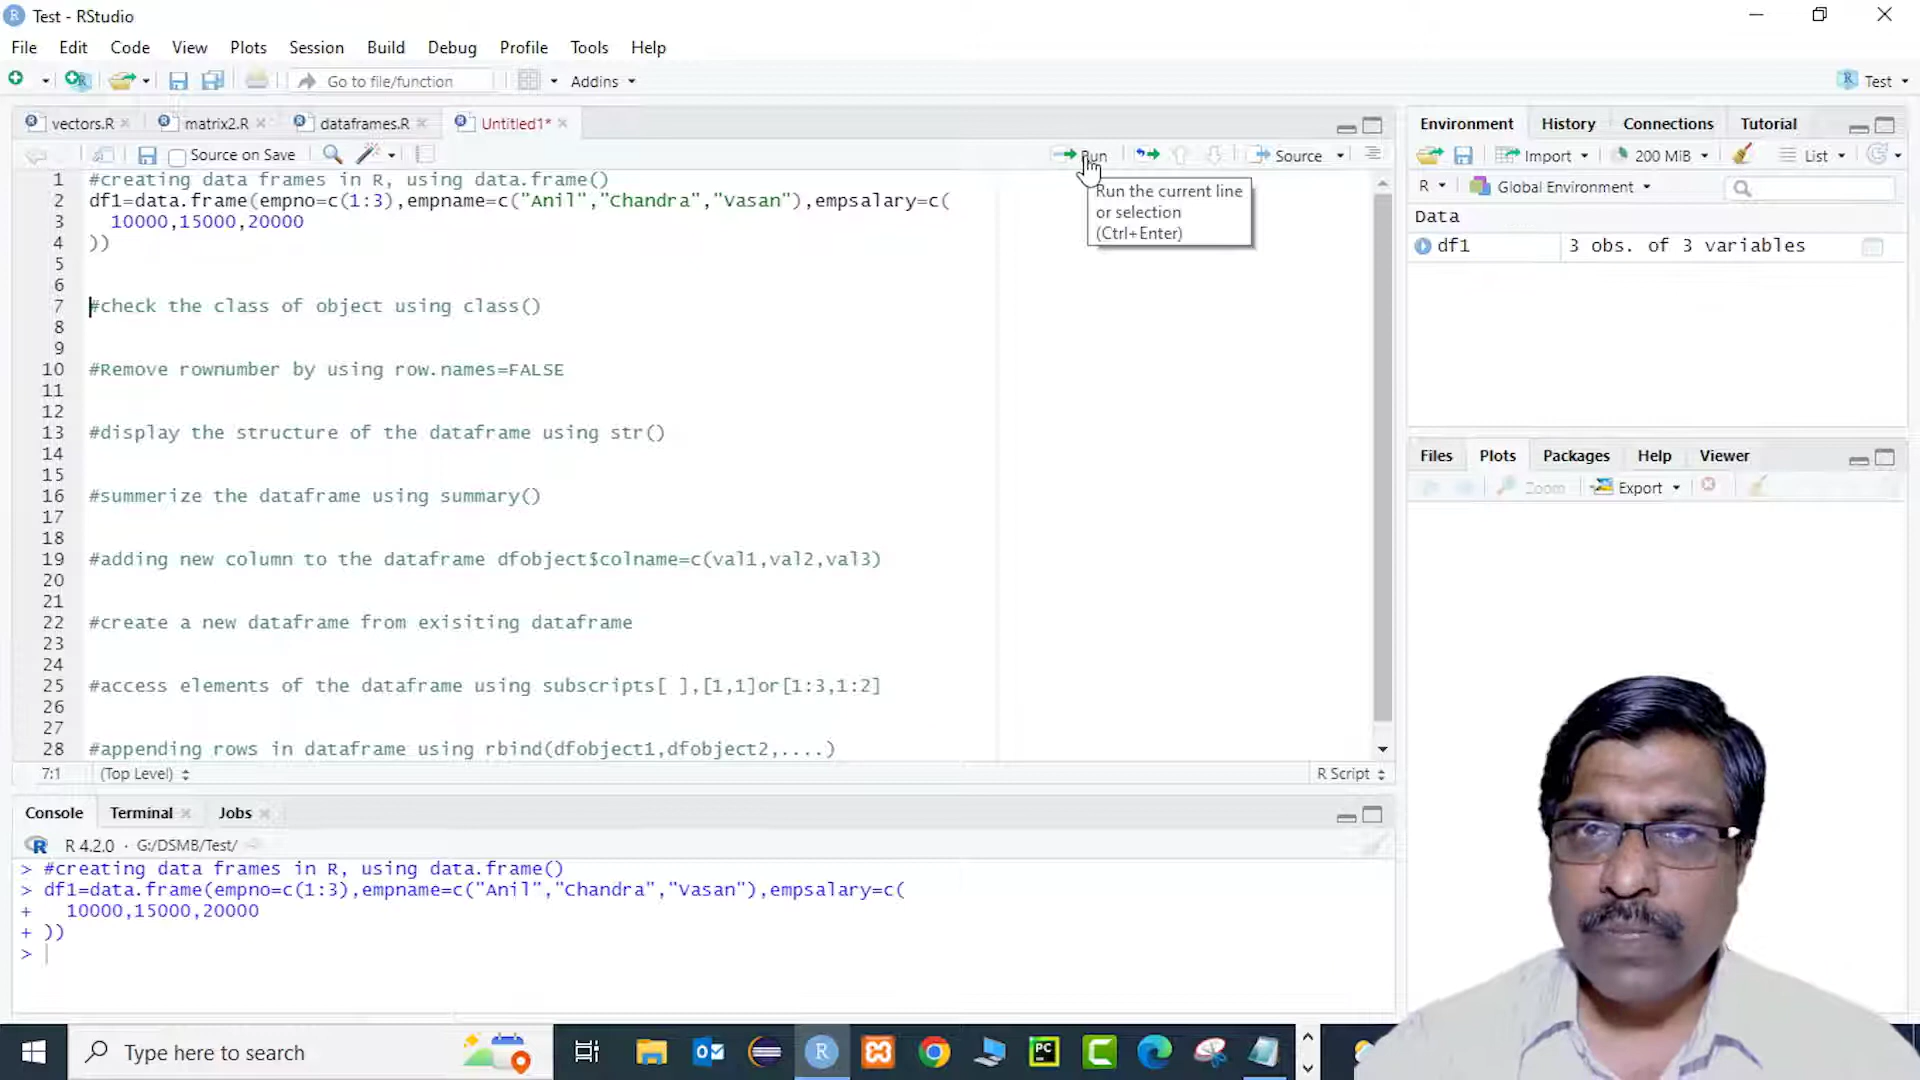 Test - RStudio
File Edit Code View Plots Session Build Debug Profile Tools Help
Go to file/function Addins Test
vectors.R matrix2.R dataframes.R Untitled1*
Source on Save Run Source
Run the current line
or selection
(Ctrl+Enter)
1 #creating data frames in R, using data.frame()
2 df1=data.frame(empno=c(1:3),empname=c("Anil","Chandra","Vasan"),empsalary=c(
3 10000,15000,20000
4 ))
5
6
7 #check the class of object using class()
8
9
10 #Remove rownumber by using row.names=FALSE
11
12
13 #display the structure of the dataframe using str()
14
15
16 #summerize the dataframe using summary()
17
18
19 #adding new column to the dataframe dfobject$colname=c(val1,val2,val3)
20
21
22 #create a new dataframe from exisiting dataframe
23
24
25 #access elements of the dataframe using subscripts[ ],[1,1]or[1:3,1:2]
26
27
28 #appending rows in dataframe using rbind(dfobject1,dfobject2,....)
7:1 (Top Level) R Script
Console Terminal Jobs
R 4.2.0 · G:/DSMB/Test/
> #creating data frames in R, using data.frame()
> df1=data.frame(empno=c(1:3),empname=c("Anil","Chandra","Vasan"),empsalary=c(
+ 10000,15000,20000
+ ))
>
Environment History Connections Tutorial
Import 200 MiB List
R Global Environment
Data
df1 3 obs. of 3 variables
Files Plots Packages Help Viewer
Zoom Export
Type here to search
PC